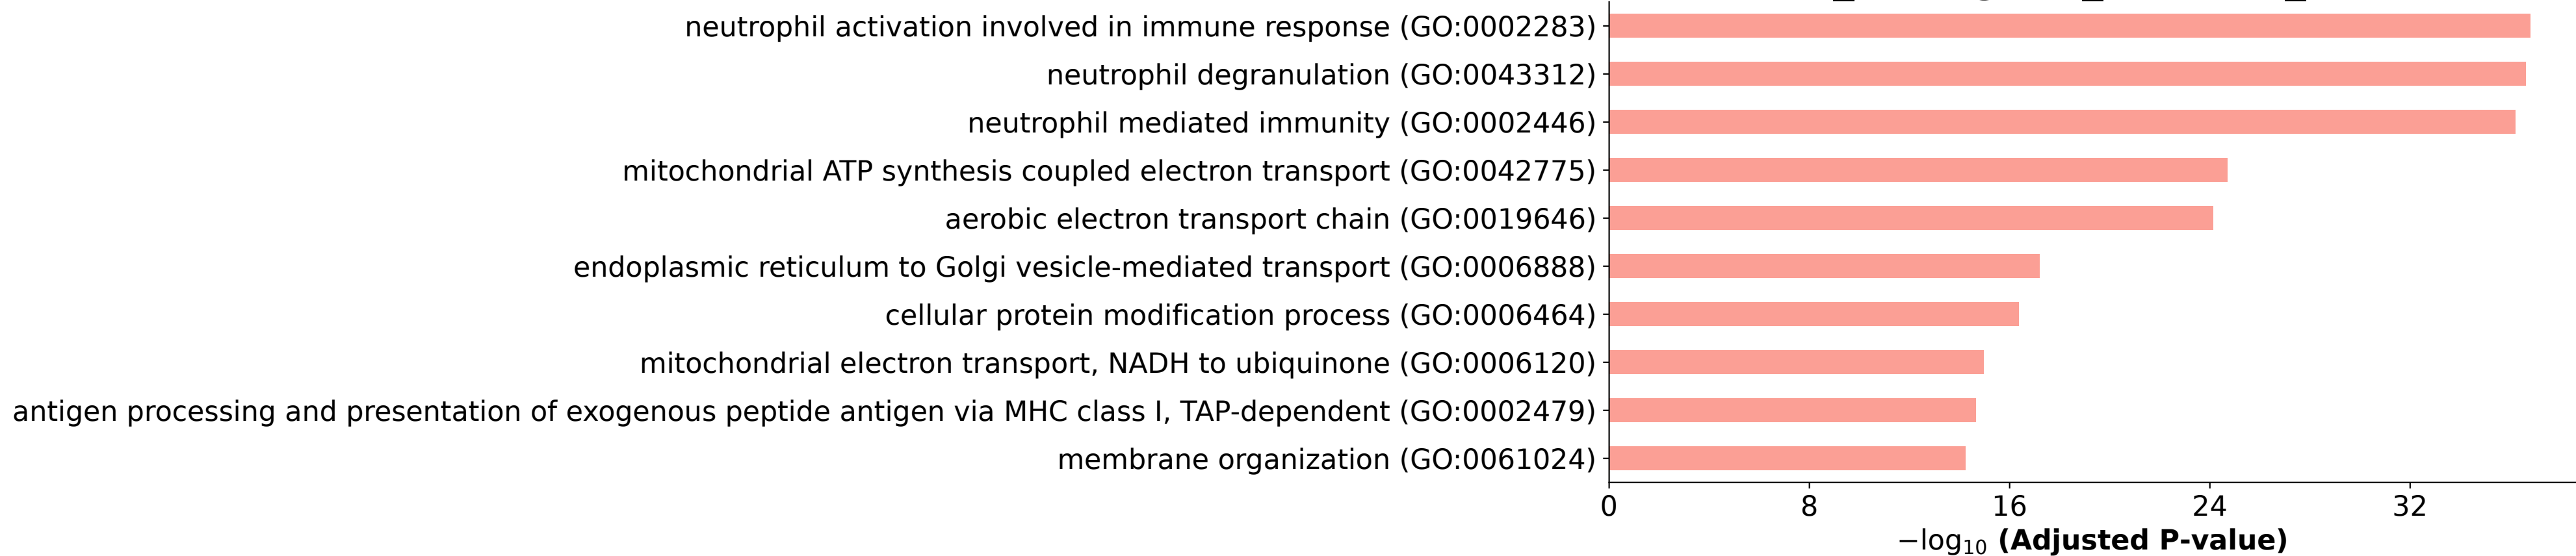 neutrophil activation involved in immune response (GO:0002283)
neutrophil degranulation (GO:0043312)
neutrophil mediated immunity (GO:0002446)
mitochondrial ATP synthesis coupled electron transport (GO:0042775)
aerobic electron transport chain (GO:0019646)
endoplasmic reticulum to Golgi vesicle-mediated transport (GO:0006888)
cellular protein modification process (GO:0006464)
mitochondrial electron transport, NADH to ubiquinone (GO:0006120)
antigen processing and presentation of exogenous peptide antigen via MHC class I, TAP-dependent (GO:0002479)
membrane organization (GO:0061024)
0 8 16 24 32
−log₁₀ (Adjusted P-value)